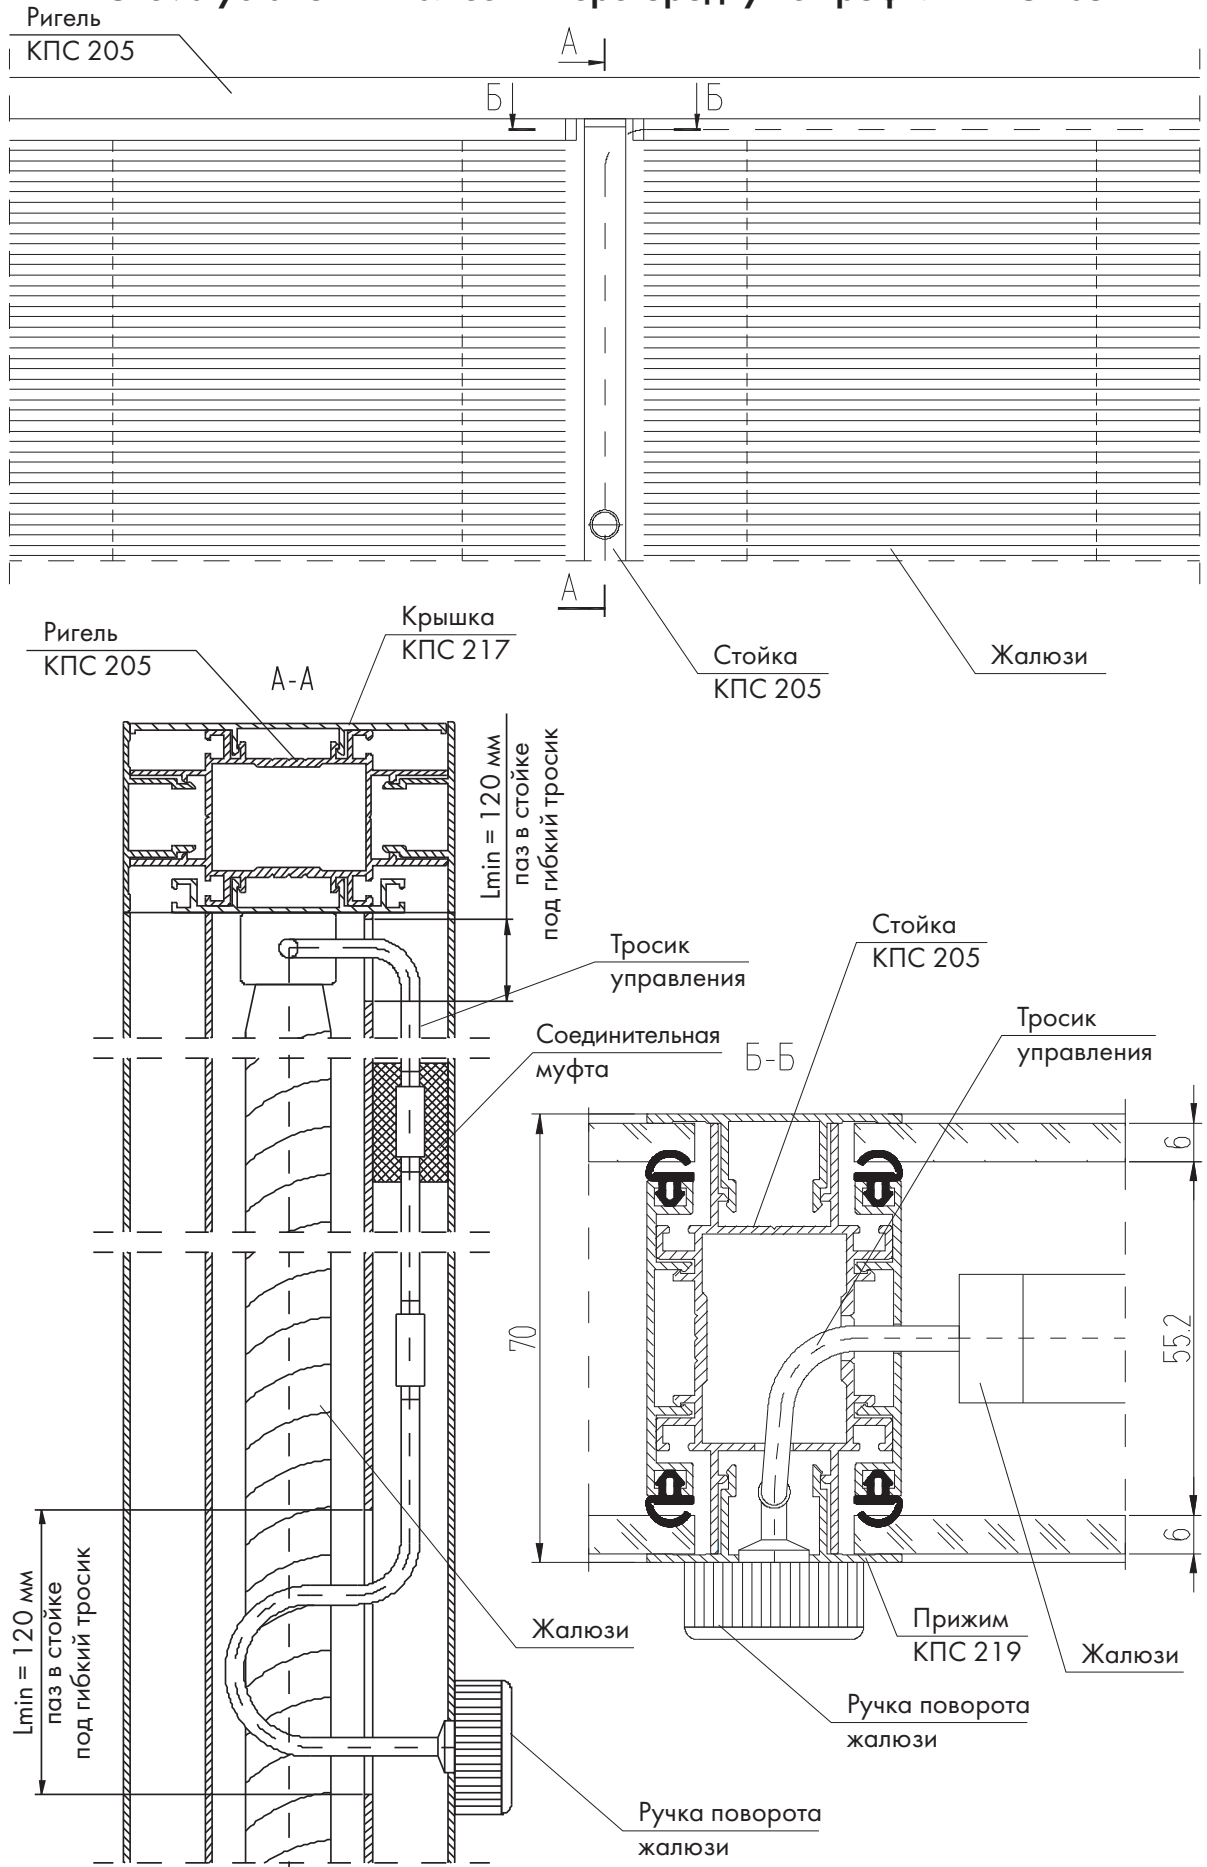 Ригель
КПС 205
А
Б
Б
А
Стойка
КПС 205
Жалюзи
Ригель
КПС 205
Крышка
КПС 217
А-А
Lmin = 120 мм
паз в стойке
под гибкий тросик
Тросик
управления
Соединительная
муфта
Lmin = 120 мм
паз в стойке
под гибкий тросик
Жалюзи
Ручка поворота
жалюзи
Б-Б
Стойка
КПС 205
Тросик
управления
70
6
55.2
6
Прижим
КПС 219
Жалюзи
Ручка поворота
жалюзи